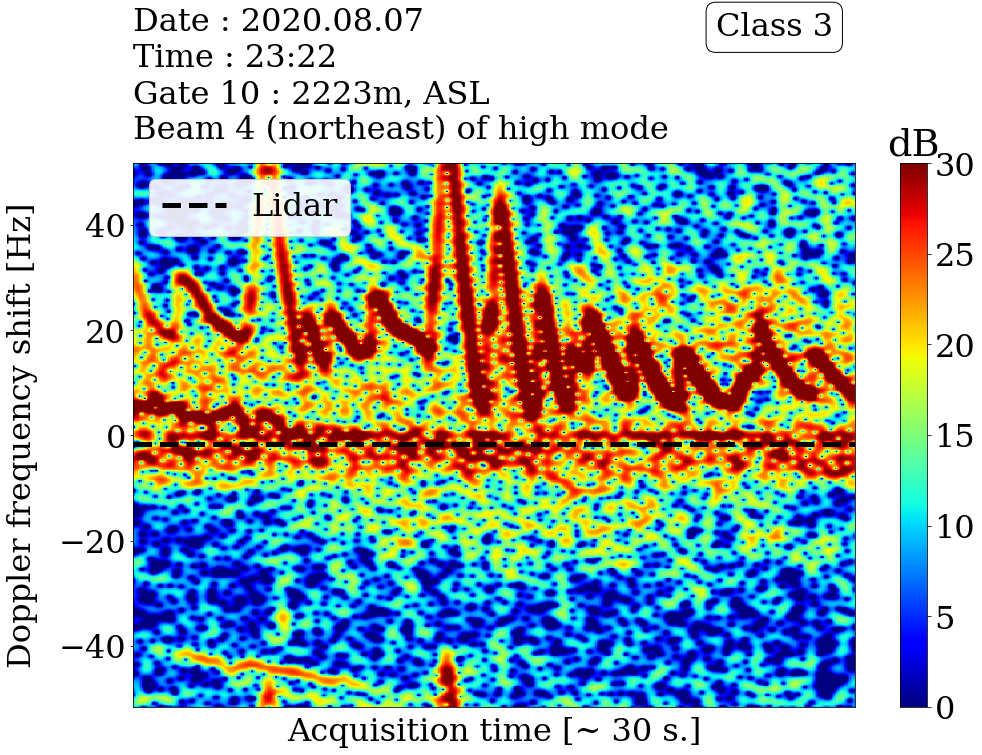 Date : 2020.08.07
Time : 23:22
Gate 10 : 2223m, ASL
Beam 4 (northeast) of high mode
Class 3
dB
Lidar
Doppler frequency shift [Hz]
40
20
0
−20
−40
30
25
20
15
10
5
0
Acquisition time [~ 30 s.]